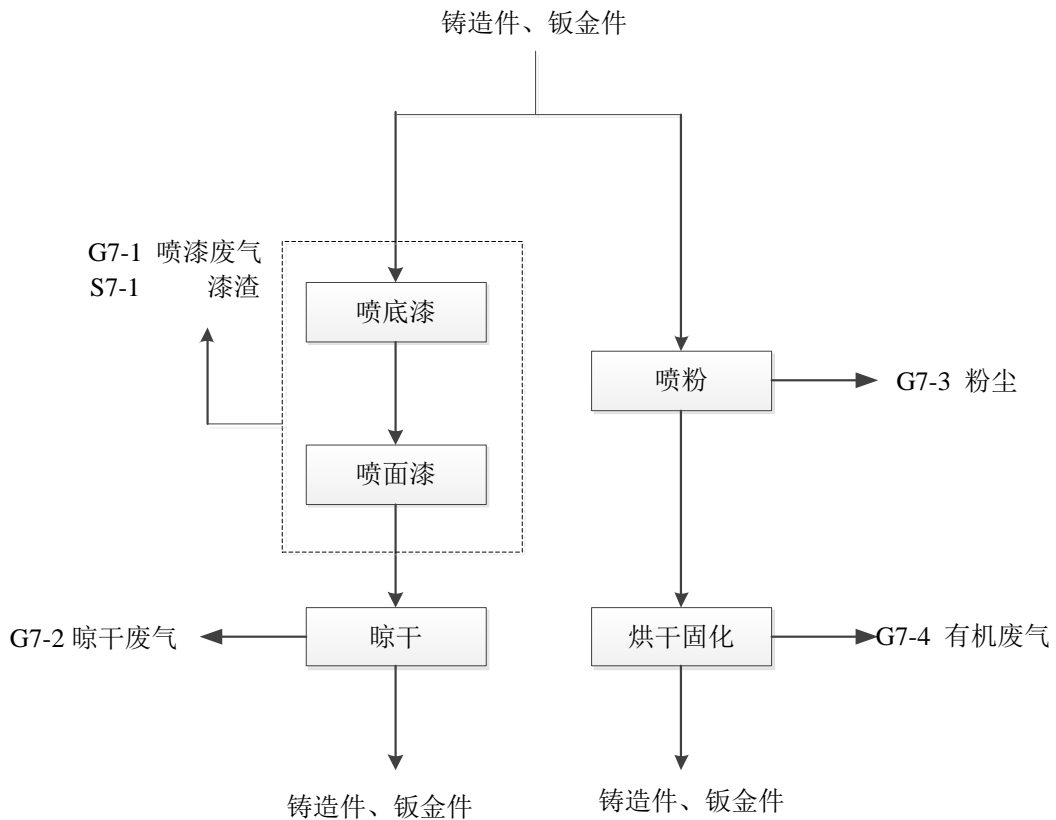 铸造件、钣金件
G7-1 喷漆废气
S7-1 漆渣
喷底漆
喷粉
G7-3 粉尘
喷面漆
G7-2 晾干废气
晾干
烘干固化
G7-4 有机废气
铸造件、钣金件
铸造件、钣金件